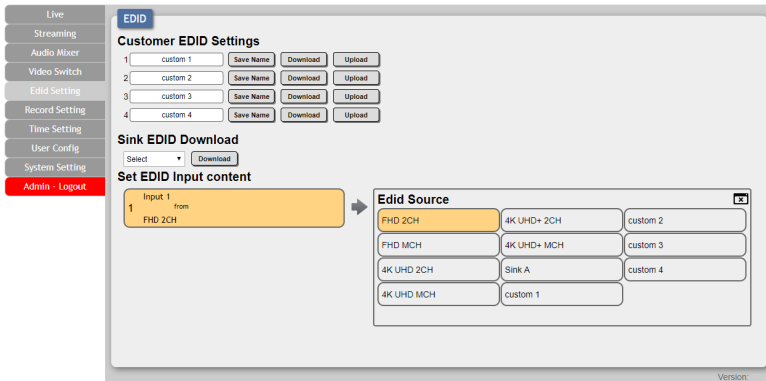 Live
Streaming
Audio Mixer
Video Switch
Edid Setting
Record Setting
Time Setting
User Config
System Setting
Admin - Logout
EDID
Customer EDID Settings
1 custom 1 Save Name Download Upload
2 custom 2 Save Name Download Upload
3 custom 3 Save Name Download Upload
4 custom 4 Save Name Download Upload
Sink EDID Download
Select Download
Set EDID Input content
Input 1
1 from
FHD 2CH
Edid Source
FHD 2CH 4K UHD+ 2CH custom 2
FHD MCH 4K UHD+ MCH custom 3
4K UHD 2CH Sink A custom 4
4K UHD MCH custom 1
Version: